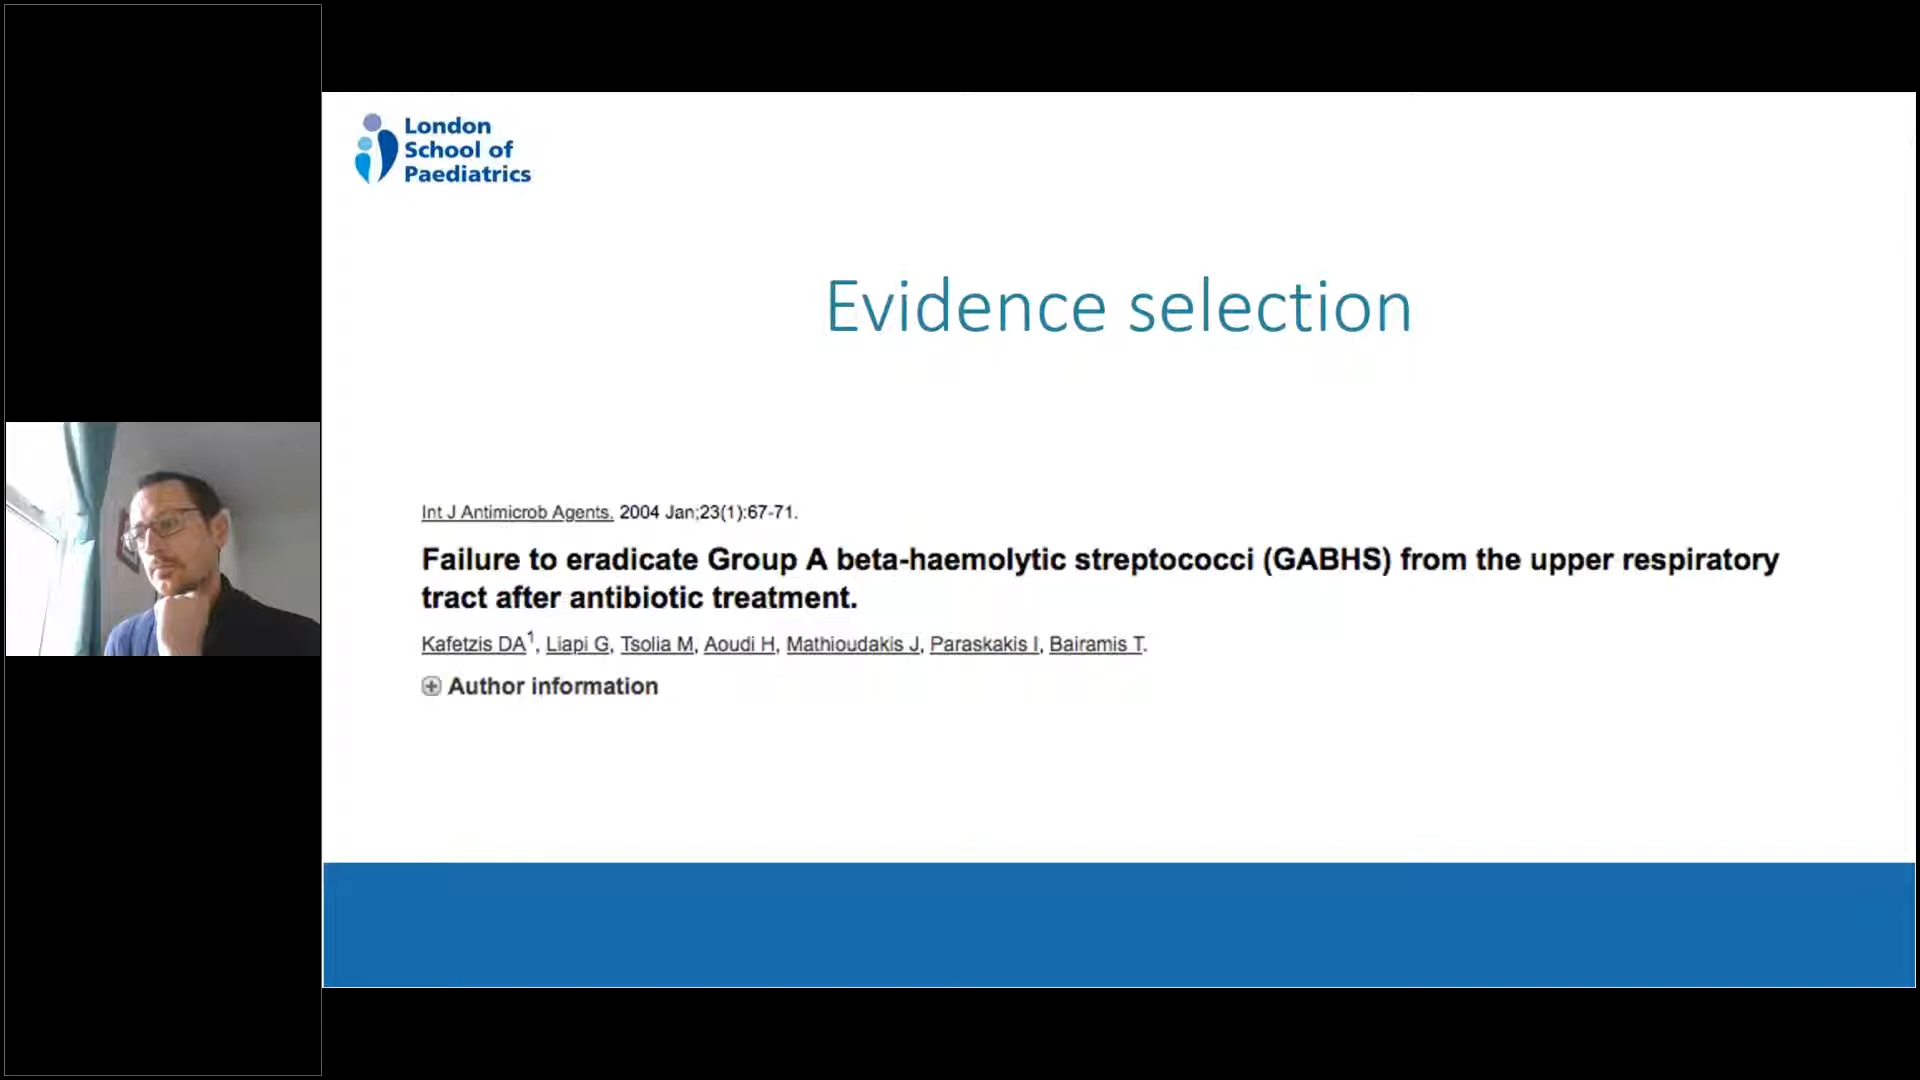 London
School of
Paediatrics
Evidence selection
Int J Antimicrob Agents. 2004 Jan;23(1):67-71.
Failure to eradicate Group A beta-haemolytic streptococci (GABHS) from the upper respiratory
tract after antibiotic treatment.
Kafetzis DA1, Liapi G, Tsolia M, Aoudi H, Mathioudakis J, Paraskakis I, Bairamis T.
Author information